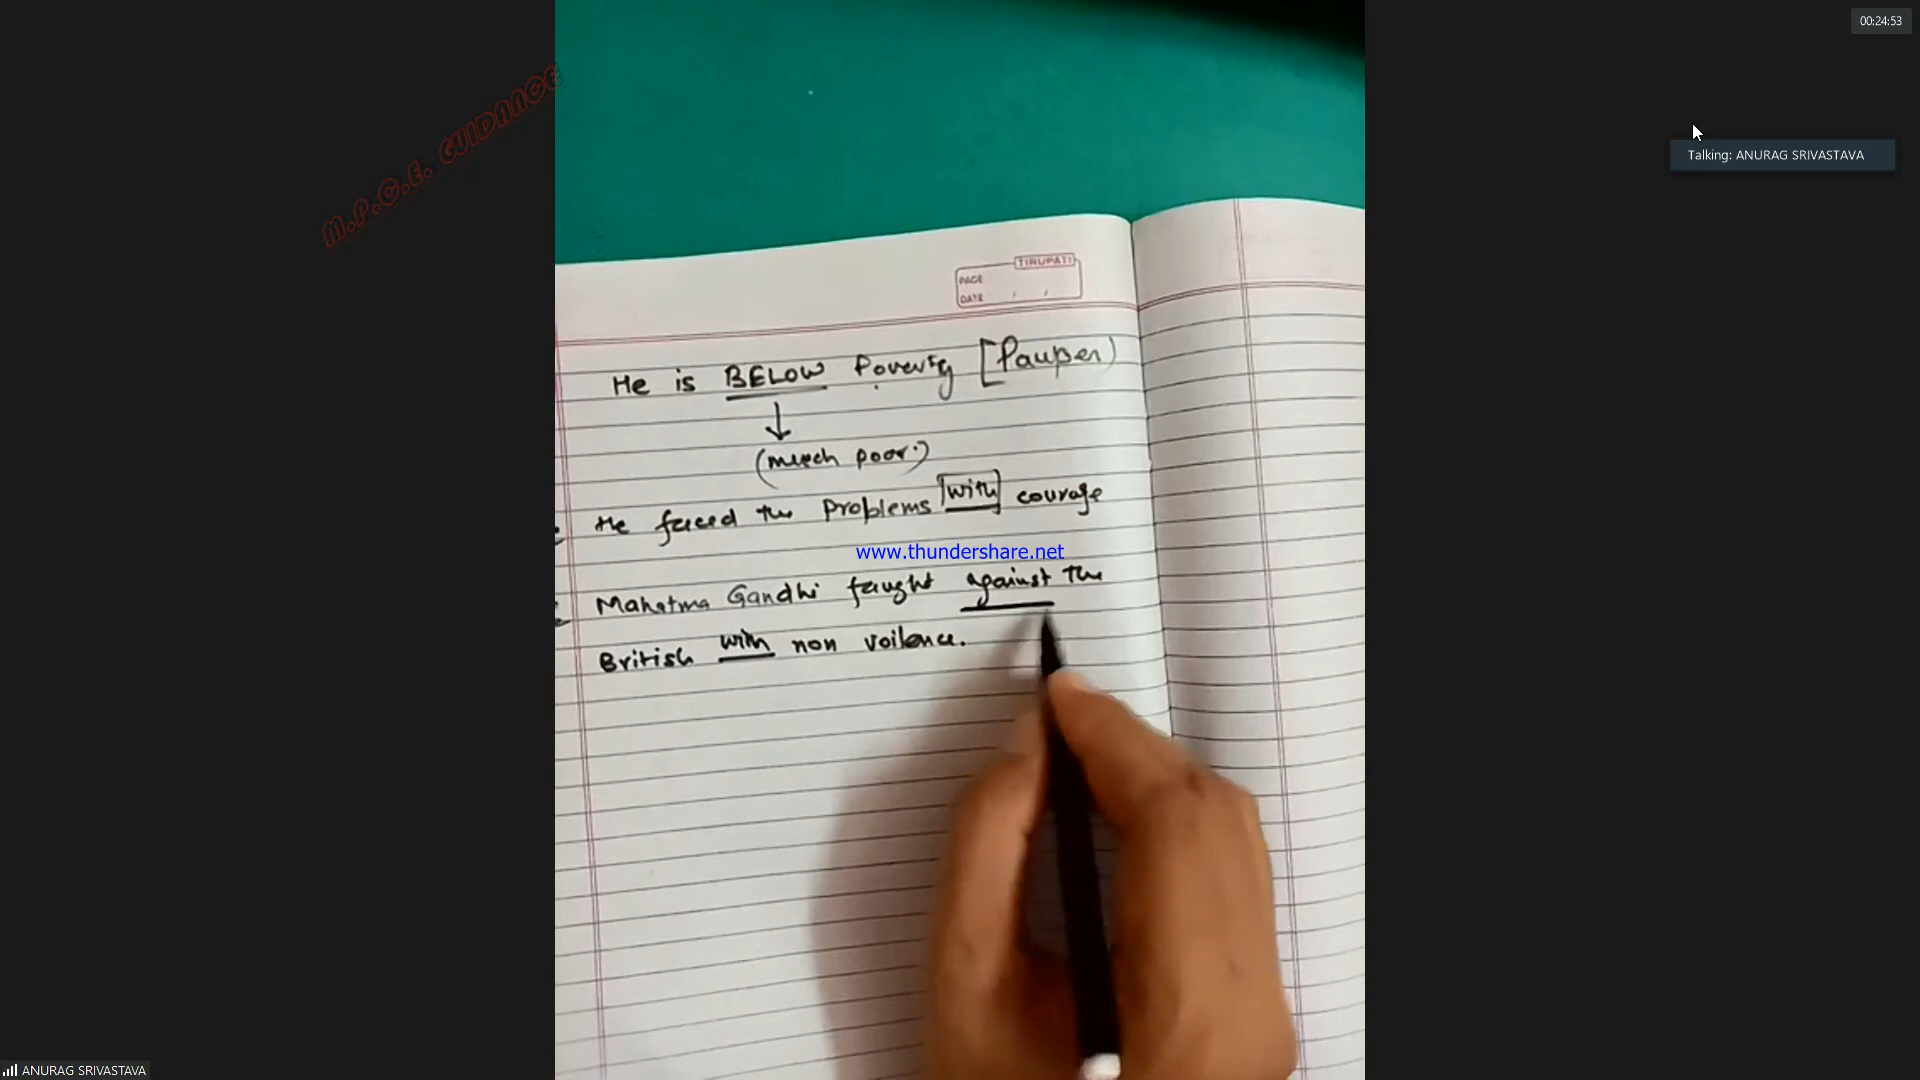 00:24:53
M.P.C.E. GUIDANCE
Talking: ANURAG SRIVASTAVA
TIRUPATI
PAGE
DATE / /
He is BELOW Poverty [Pauper)
(much poor.)
He faced the Problems with courage
www.thundershare.net
Mahatma Gandhi faught against the
British with non voilence.
ANURAG SRIVASTAVA